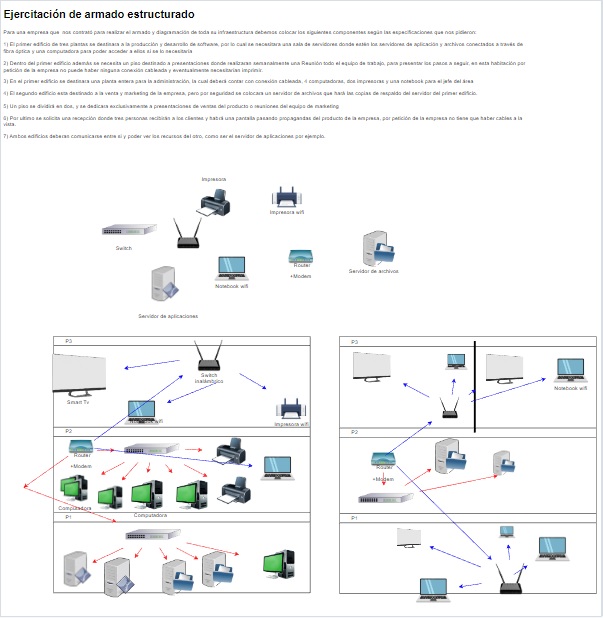 Ejercitación de armado estructurado
Para una empresa que nos contrató para realizar el armado y diagramación de toda su infraestructura debemos colocar los siguientes componentes según las especificaciones que nos pidieron:
1) El primer edificio de tres plantas se destinara a la producción y desarrollo de software, por lo cual se necesitara una sala de servidores donde estén los servidores de aplicación y archivos conectados a través de
fibra óptica y una computadora para poder acceder a ellos si se lo necesitaría
2) Dentro del primer edificio además se necesita un piso destinado a presentaciones donde realizaran semanalmente una Reunión todo el equipo de trabajo, para presentar los pasos a seguir, en esta habitación por
petición de la empresa no puede haber ninguna conexión cableada y eventualmente necesitarían imprimir.
3) En el primer edificio se destinara una planta entera para la administración, la cual deberá contar con conexión cableada, 4 computadoras, dos impresoras y una notebook para el jefe del área
4) El segundo edificio esta destinado a la venta y marketing de la empresa, pero por seguridad se colocara un servidor de archivos que hará las copias de respaldo del servidor del primer edificio.
5) Un piso se dividirá en dos, y se dedicara exclusivamente a presentaciones de ventas del producto o reuniones del equipo de marketing
6) Por ultimo se solicita una recepción donde tres personas recibirán a los clientes y habrá una pantalla pasando propagandas del producto de la empresa, por petición de la empresa no tiene que haber cables a la
vista.
7) Ambos edificios deberan comunicarse entre si y poder ver los recursos del otro, como ser el servidor de aplicaciones por ejemplo.
Impresora
Impresora wifi
Switch
Router
+Modem
Servidor de archivos
Notebook wifi
Servidor de aplicaciones
P3
P3
Switch
inalámbrico
Smart Tv
Notebook wifi
Impresora wifi
Notebook wifi
P2
P2
Router
+Modem
Router
+Modem
Computadora
Computadora
P1
P1